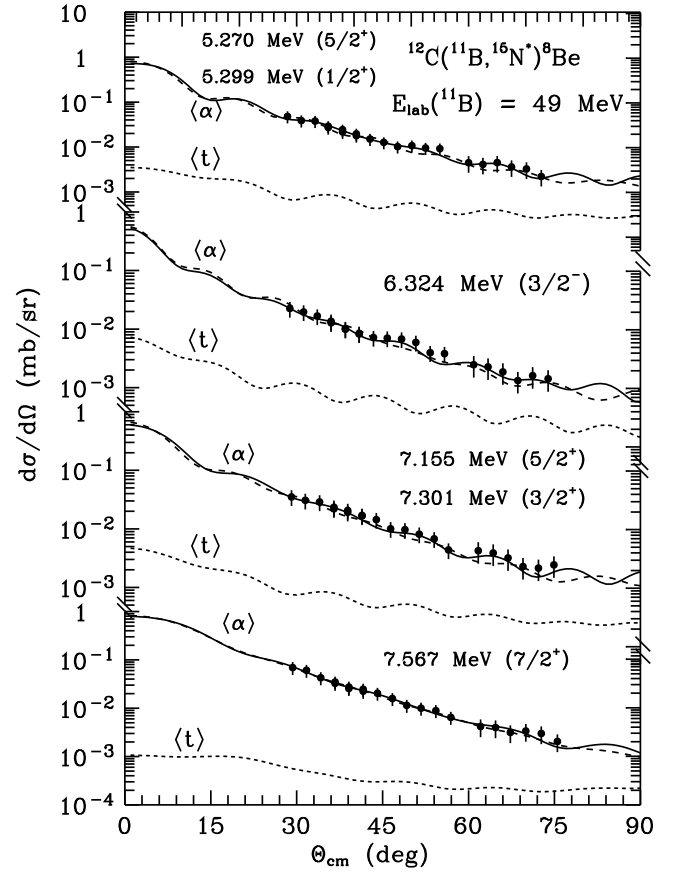 10
5.270 MeV (5/2⁺)
¹²C(¹¹B,¹⁵N*)⁸Be
1
5.299 MeV (1/2⁺)
10⁻¹
⟨α⟩
E_lab(¹¹B) = 49 MeV
10⁻²
⟨t⟩
10⁻³
1
⟨α⟩
10⁻¹
6.324 MeV (3/2⁻)
10⁻²
⟨t⟩
10⁻³
dσ/dΩ (mb/sr)
1
⟨α⟩
7.155 MeV (5/2⁺)
10⁻¹
7.301 MeV (3/2⁺)
10⁻²
⟨t⟩
10⁻³
1
⟨α⟩
10⁻¹
7.567 MeV (7/2⁺)
10⁻²
⟨t⟩
10⁻³
10⁻⁴
0 15 30 45 60 75 90
Θ_cm (deg)